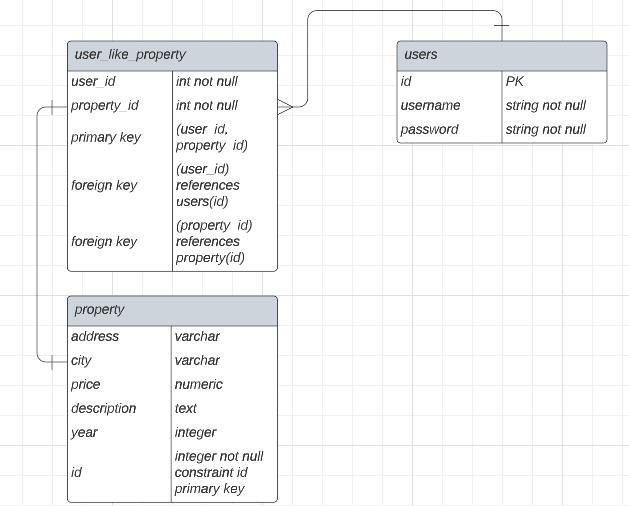 user_like_property
user_id int not null
property_id int not null
primary key (user_id, property_id)
foreign key (user_id) references users(id)
foreign key (property_id) references property(id)
users
id PK
username string not null
password string not null
property
address varchar
city varchar
price numeric
description text
year integer
id integer not null constraint id primary key